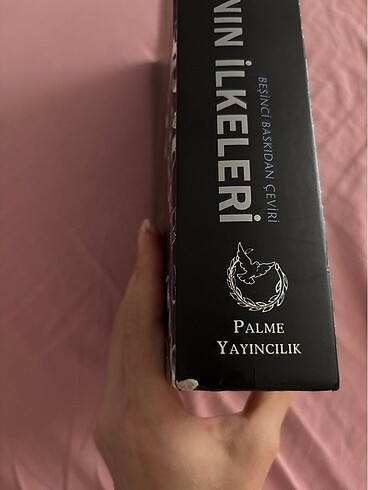 NIN İLKELERİ
BEŞİNCİ BASKIDAN ÇEVİRİ
PALME
YAYINCILIK